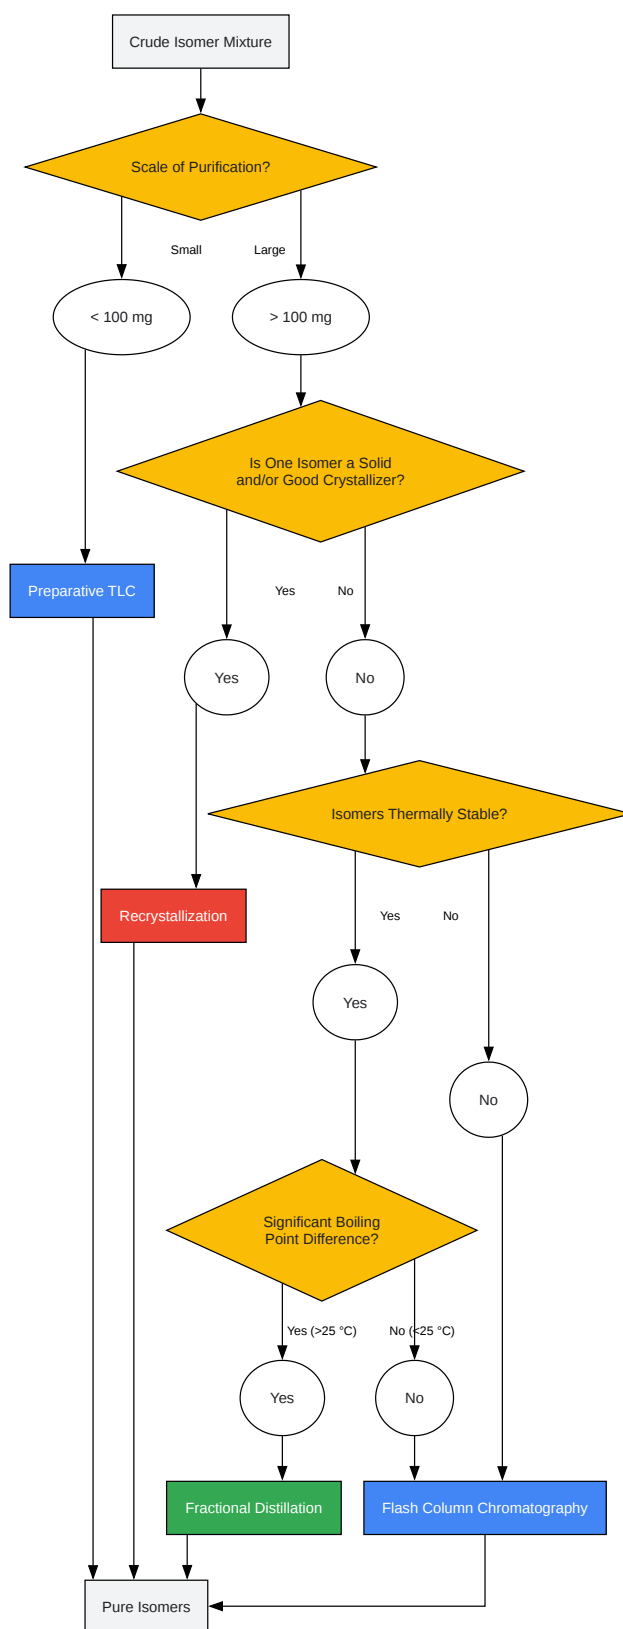 Crude Isomer Mixture
Scale of Purification?
Small
Large
< 100 mg
> 100 mg
Is One Isomer a Solid
and/or Good Crystallizer?
Preparative TLC
Yes
No
Yes
No
Isomers Thermally Stable?
Recrystallization
Yes
No
Yes
No
Significant Boiling
Point Difference?
Yes (>25 °C)
No (<25 °C)
Yes
No
Fractional Distillation
Flash Column Chromatography
Pure Isomers